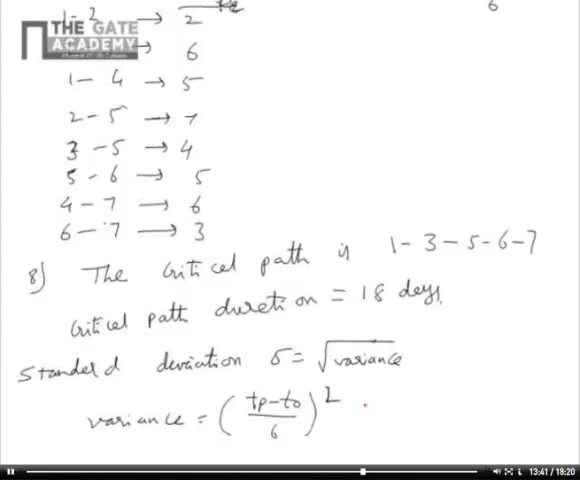 1-2 → 2
6
THE GATE
ACADEMY
→ 6
1- 4 → 5
2-5 → 7
3-5 → 4
5-6 → 5
4-7 → 6
6-7 → 3
8) The critical path is 1-3-5-6-7
critical path duration = 18 days.
standard deviation σ = √variance
variance = (tp-to/6)²
13:41 / 18:20